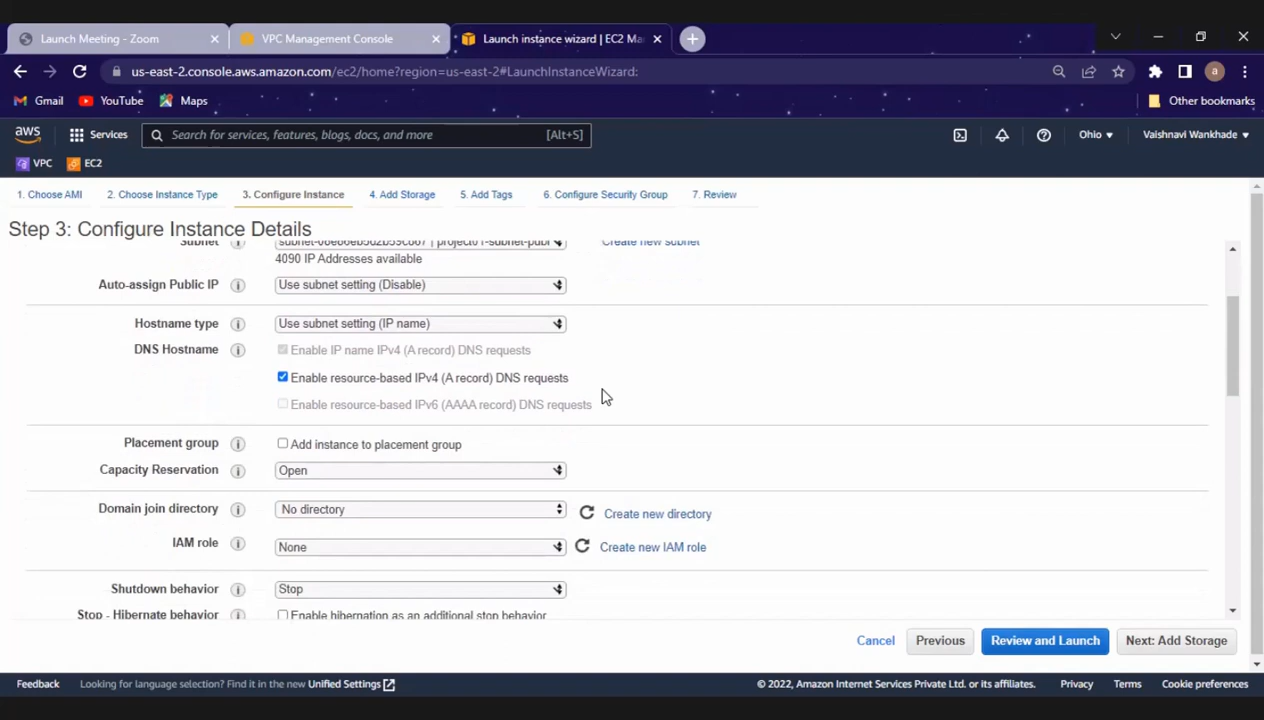 Launch Meeting - Zoom
VPC Management Console
Launch instance wizard | EC2 Ma
us-east-2.console.aws.amazon.com/ec2/home?region=us-east-2#LaunchInstanceWizard:
a
Gmail
YouTube
Maps
Other bookmarks
aws
Services
Search for services, features, blogs, docs, and more
[Alt+S]
Ohio
Vaishnavi Wankhade
VPC
EC2
1. Choose AMI
2. Choose Instance Type
3. Configure Instance
4. Add Storage
5. Add Tags
6. Configure Security Group
7. Review
Step 3: Configure Instance Details
Subnet
project01-subnet-publ
Create new subnet
4090 IP Addresses available
Auto-assign Public IP
Use subnet setting (Disable)
Hostname type
Use subnet setting (IP name)
DNS Hostname
Enable IP name IPv4 (A record) DNS requests
Enable resource-based IPv4 (A record) DNS requests
Enable resource-based IPv6 (AAAA record) DNS requests
Placement group
Add instance to placement group
Capacity Reservation
Open
Domain join directory
No directory
Create new directory
IAM role
None
Create new IAM role
Shutdown behavior
Stop
Stop - Hibernate behavior
Enable hibernation as an additional stop behavior
Cancel
Previous
Review and Launch
Next: Add Storage
Feedback
Looking for language selection? Find it in the new Unified Settings
© 2022, Amazon Internet Services Private Ltd. or its affiliates.
Privacy
Terms
Cookie preferences